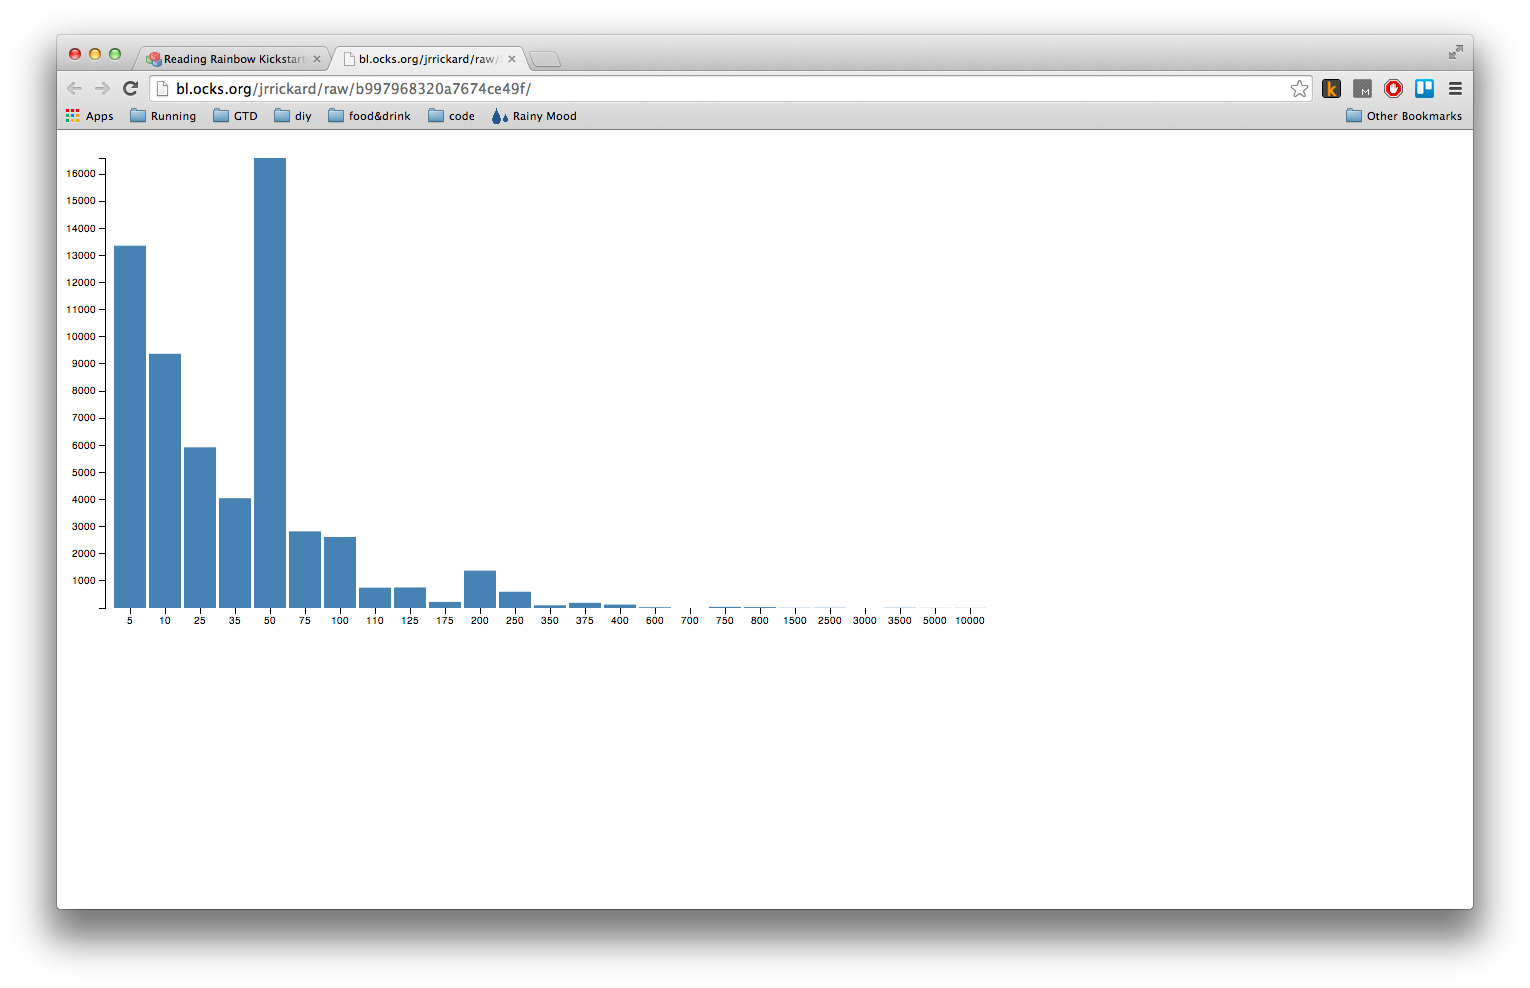 Reading Rainbow Kickstart
bl.ocks.org/jrrickard/raw/
bl.ocks.org/jrrickard/raw/b997968320a7674ce49f/
k
M
Apps Running GTD diy food&drink code Rainy Mood Other Bookmarks
16000
15000
14000
13000
12000
11000
10000
9000
8000
7000
6000
5000
4000
3000
2000
1000
5 10 25 35 50 75 100 110 125 175 200 250 350 375 400 600 700 750 800 1500 2500 3000 3500 5000 10000